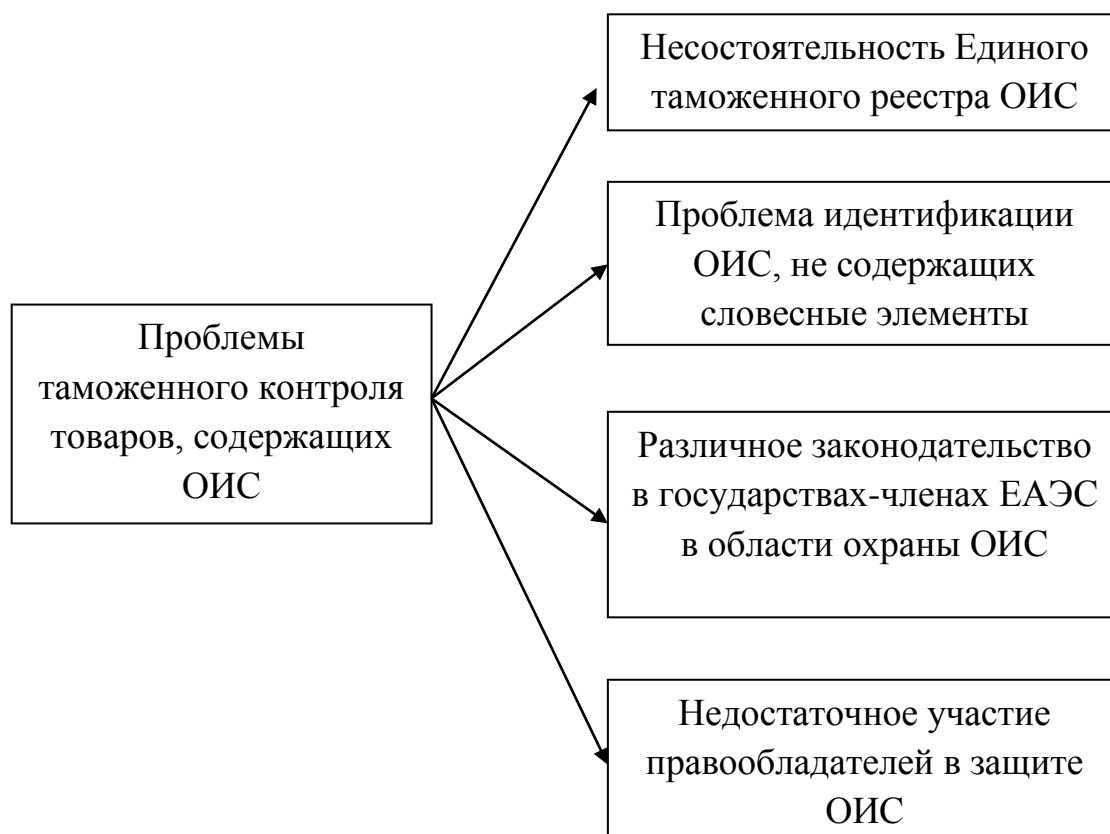 Проблемы
таможенного контроля
товаров, содержащих
ОИС
Несостоятельность Единого
таможенного реестра ОИС
Проблема идентификации
ОИС, не содержащих
словесные элементы
Различное законодательство
в государствах-членах ЕАЭС
в области охраны ОИС
Недостаточное участие
правообладателей в защите
ОИС